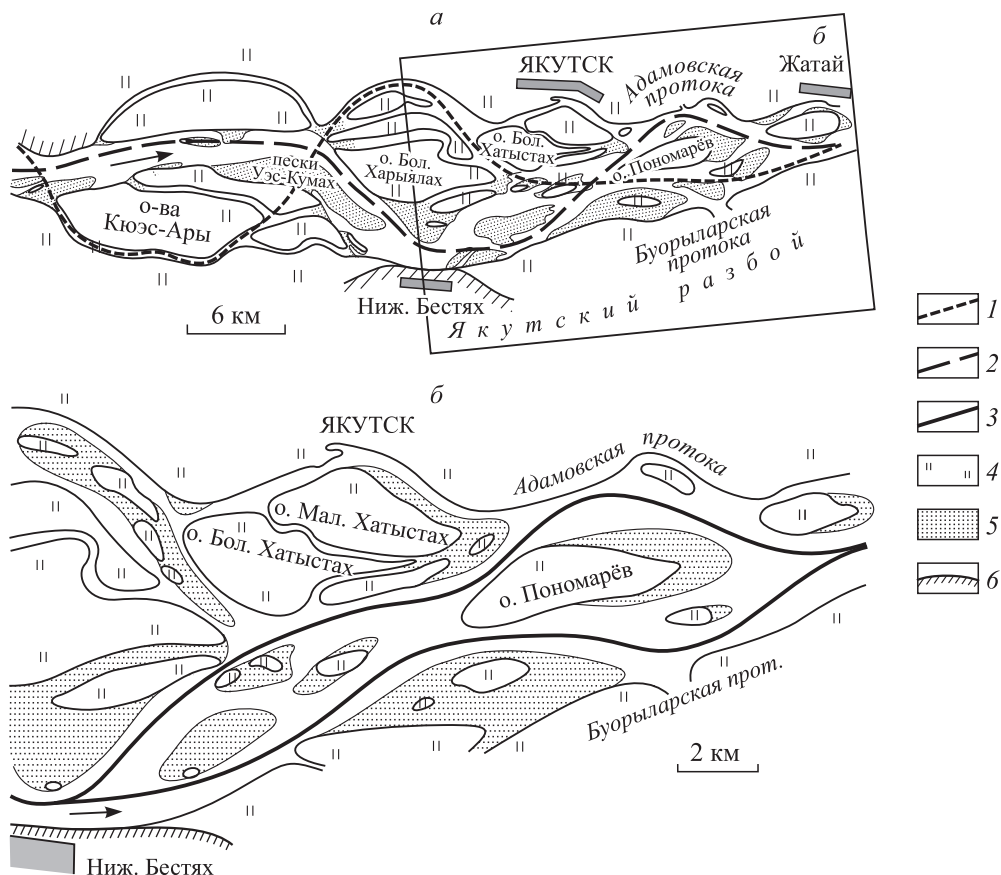 а
б
ЯКУТСК
Адамовская
протока
Жатай
о. Бол.
Хатыстах
о. Пономарёв
пески
Уэс-Кумах
о. Бол.
Харыялах
о-ва
Кюэс-Ары
Буорыларская
протока
Ниж. Бестях
Якутский разбой
6 км
1
2
3
4
5
6
б
ЯКУТСК
Адамовская протока
о. Мал. Хатыстах
о. Бол. Хатыстах
о. Пономарёв
Буорыларская прот.
2 км
Ниж. Бестях